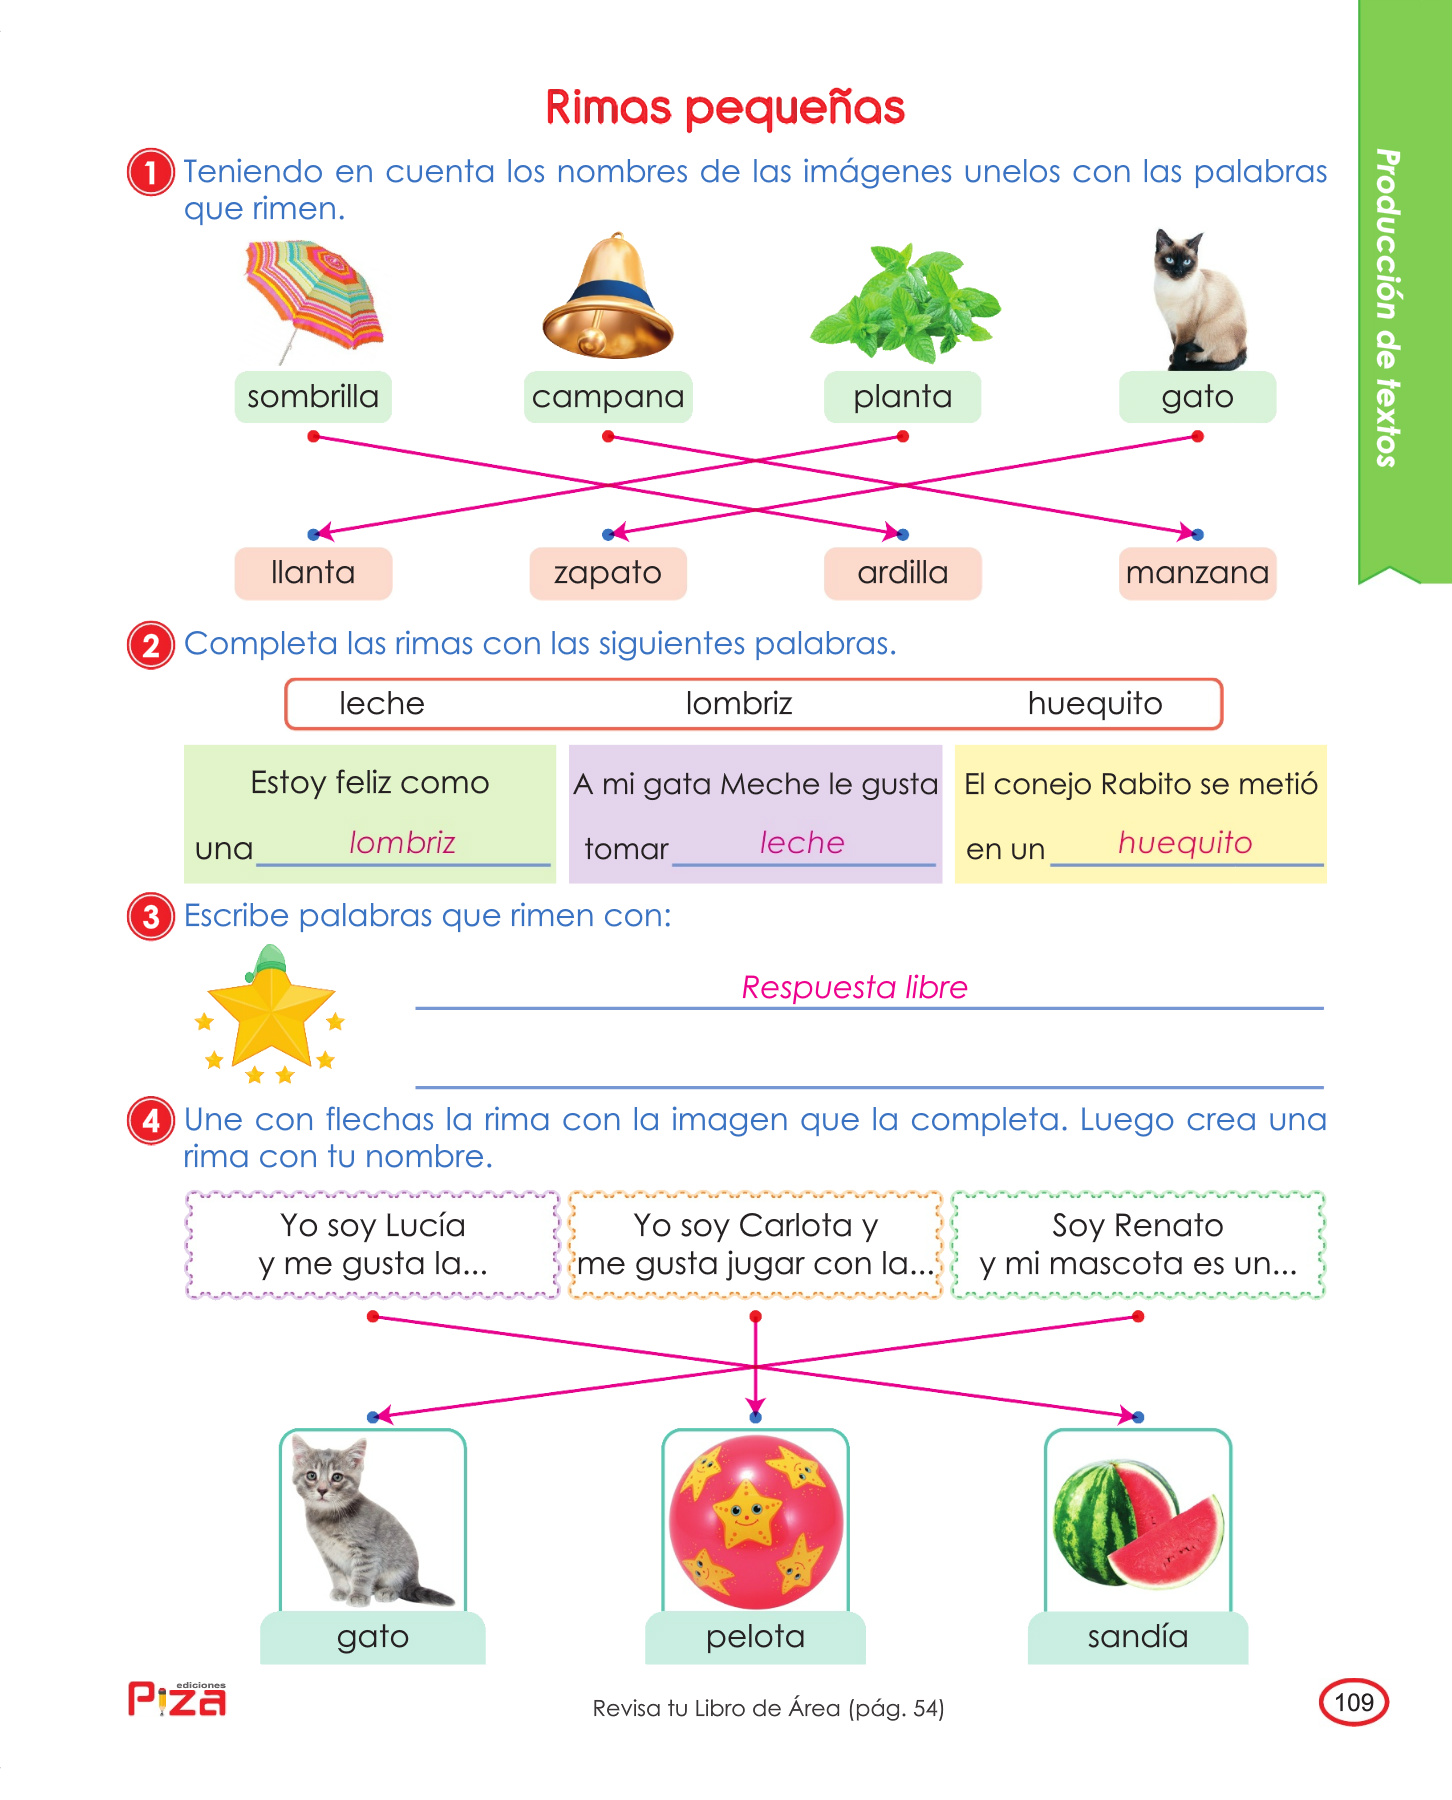 Rimas pequeñas
Producción de textos
1 Teniendo en cuenta los nombres de las imágenes unelos con las palabras
que rimen.
sombrilla campana planta gato
llanta zapato ardilla manzana
2 Completa las rimas con las siguientes palabras.
leche lombriz huequito
Estoy feliz como
una lombriz
A mi gata Meche le gusta
tomar leche
El conejo Rabito se metió
en un huequito
3 Escribe palabras que rimen con:
Respuesta libre
4 Une con flechas la rima con la imagen que la completa. Luego crea una
rima con tu nombre.
Yo soy Lucía
y me gusta la...
Yo soy Carlota y
me gusta jugar con la...
Soy Renato
y mi mascota es un...
gato pelota sandía
ediciones
Piza
Revisa tu Libro de Área (pág. 54)
109